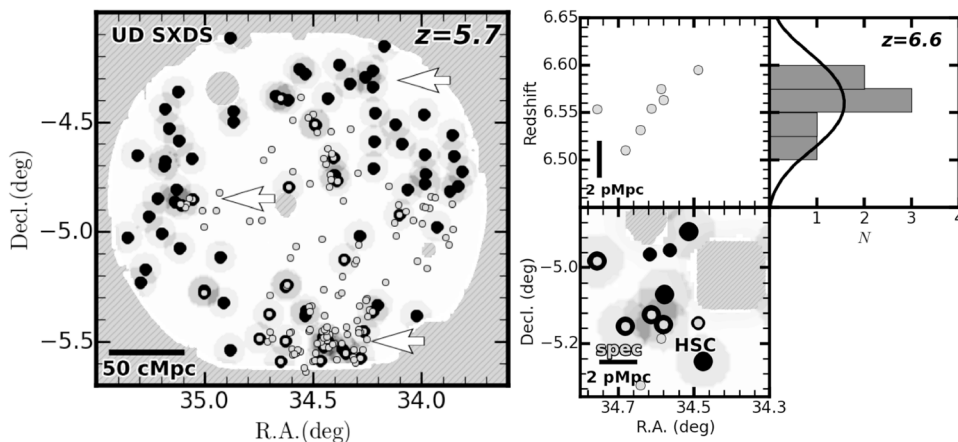 UD SXDS
z=5.7
−4.5
−5.0
−5.5
Decl.(deg)
50 cMpc
35.0
34.5
34.0
R.A.(deg)
6.65
6.60
6.55
6.50
Redshift
2 pMpc
z=6.6
1
2
3
4
N
−5.0
−5.2
Decl. (deg)
HSC
spec
2 pMpc
34.7
34.5
34.3
R.A. (deg)